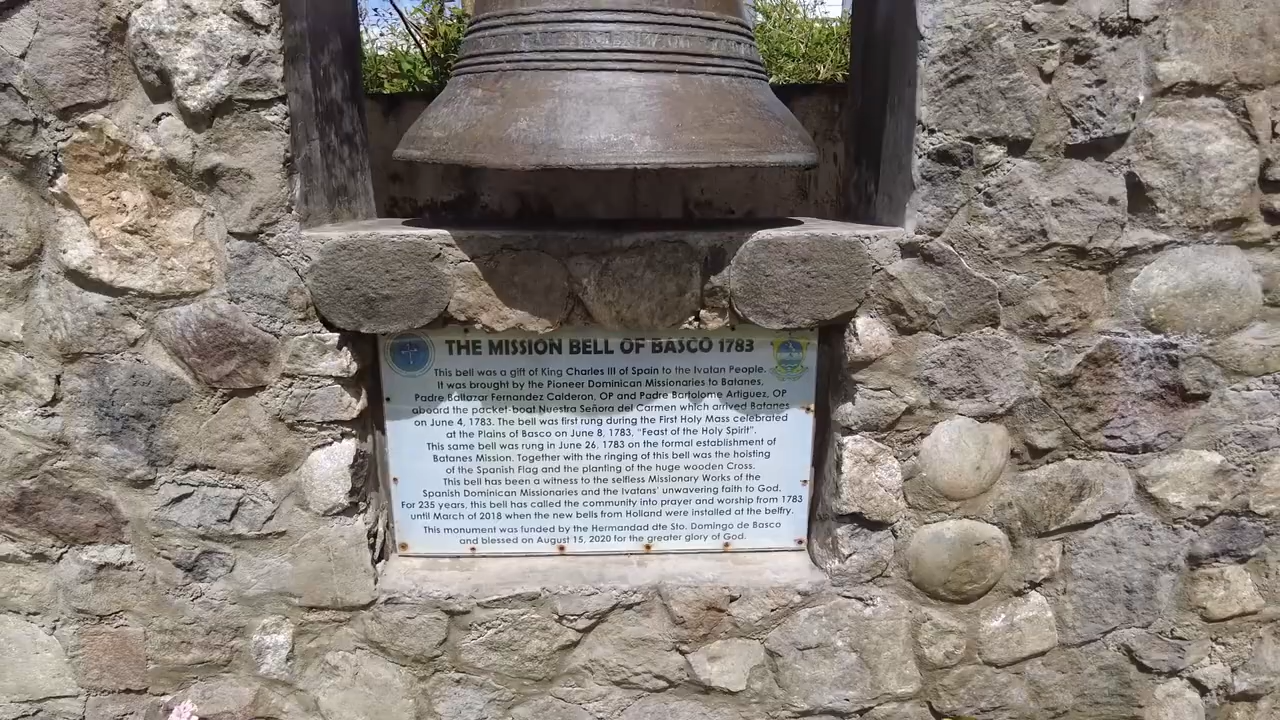 THE MISSION BELL OF BASCO 1783
This bell was a gift of King Charles III of Spain to the Ivatan People.
It was brought by the Pioneer Dominican Missionaries to Batanes,
Padre Baltazar Fernandez Calderon, OP and Padre Bartolome Artiguez, OP
aboard the packet-boat Nuestra Señora del Carmen which arrived Batanes
on June 4, 1783. The bell was first rung during the First Holy Mass celebrated
at the Plains of Basco on June 8, 1783, "Feast of the Holy Spirit".
This same bell was rung in June 26, 1783 on the formal establishment of
Batanes Mission. Together with the ringing of this bell was the hoisting
of the Spanish Flag and the planting of the huge wooden Cross.
This bell has been a witness to the selfless Missionary Works of the
Spanish Dominican Missionaries and the Ivatans' unwavering faith to God.
For 235 years, this bell has called the community into prayer and worship from 1783
until March of 2018 when the new bells from Holland were installed at the belfry.
This monument was funded by the Hermandad dte Sto. Domingo de Basco
and blessed on August 15, 2020 for the greater glory of God.